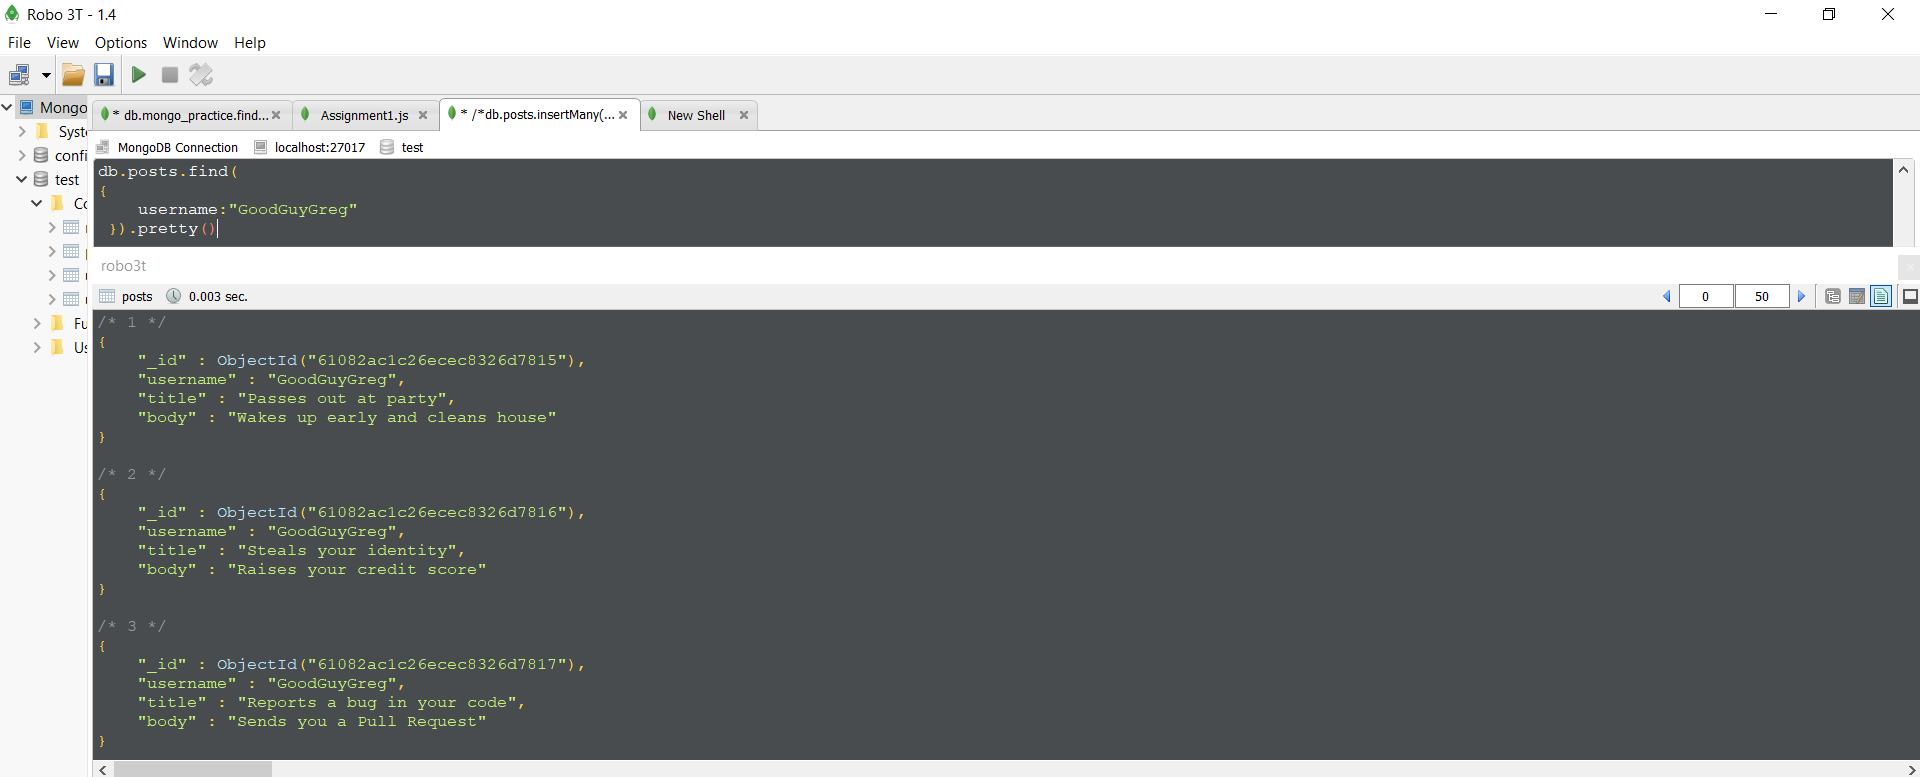 Robo 3T - 1.4
File View Options Window Help
Mongo
* db.mongo_practice.find... Assignment1.js * /*db.posts.insertMany(... New Shell
Syst
confi
test
Co
Fu
Us
MongoDB Connection localhost:27017 test
db.posts.find(
{
username:"GoodGuyGreg"
}).pretty()
robo3t
posts 0.003 sec. 0 50
/* 1 */
{
"_id" : ObjectId("61082ac1c26ecec8326d7815"),
"username" : "GoodGuyGreg",
"title" : "Passes out at party",
"body" : "Wakes up early and cleans house"
}
/* 2 */
{
"_id" : ObjectId("61082ac1c26ecec8326d7816"),
"username" : "GoodGuyGreg",
"title" : "Steals your identity",
"body" : "Raises your credit score"
}
/* 3 */
{
"_id" : ObjectId("61082ac1c26ecec8326d7817"),
"username" : "GoodGuyGreg",
"title" : "Reports a bug in your code",
"body" : "Sends you a Pull Request"
}